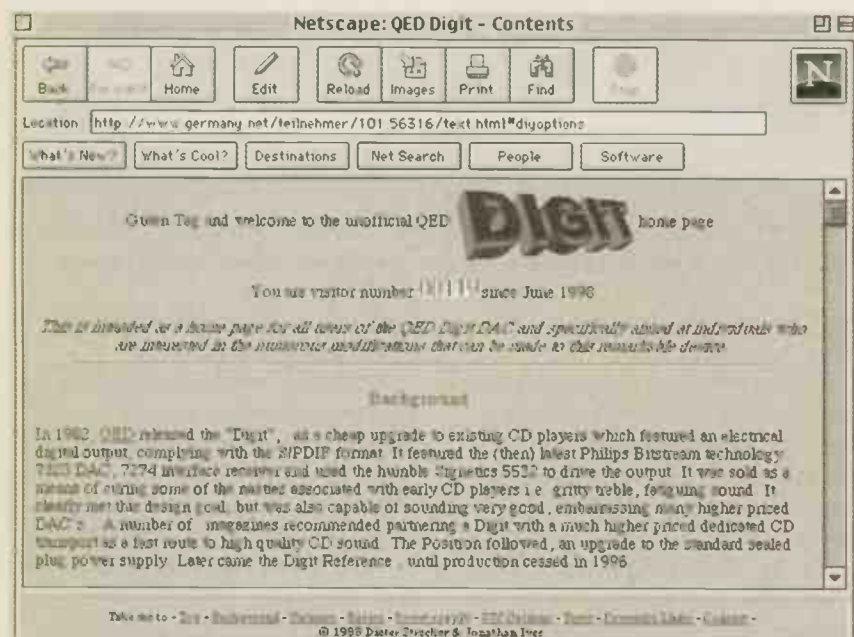 Netscape: QED Digit - Contents
Back Home Edit Reload Images Print Find
N
Location: http://www.germany.net/teilnehmer/101.56316/text.html#diyoptions
What's New? What's Cool? Destinations Net Search People Software
Guten Tag and welcome to the unofficial QED DIGIT home page
You are visitor number since June 1998
This is intended as a home page for all users of the QED Digit DAC and specifically aimed at individuals who
are interested in the numerous modifications that can be made to this remarkable device
Background
In QED released the "Digit", as a cheap upgrade to existing CD players which featured an electrical
digital output, complying with the S/PDIF format. It featured the (then) latest Philips Bitstream technology
DAC, 7274 interface receiver and used the humble Signetics 5532 to drive the output. It was sold as a
means of curing some of the nasties associated with early CD players i.e. gritty treble, fatiguing sound. It
clearly met this design goal, but was also capable of sounding very good, embarrassing many higher priced
DAC's. A number of magazines recommended partnering a Digit with a much higher priced dedicated CD
transport as a fast route to high quality CD sound. The Position followed, an upgrade to the standard sealed
plug power supply. Later came the Digit Reference, until production cessed in 1996
Take me to - Top - Background -
© 1998 & Jonathan Ives